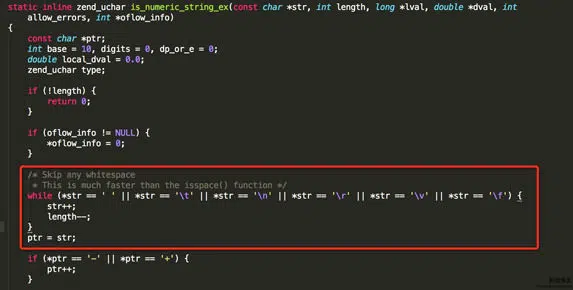 static inline zend_uchar is_numeric_string_ex(const char *str, int length, long *lval, double *dval, int
allow_errors, int *oflow_info)
{
const char *ptr;
int base = 10, digits = 0, dp_or_e = 0;
double local_dval = 0.0;
zend_uchar type;
if (!length) {
return 0;
}
if (oflow_info != NULL) {
*oflow_info = 0;
}
/* Skip any whitespace
* This is much faster than the isspace() function */
while (*str == ' ' || *str == '\t' || *str == '\n' || *str == '\r' || *str == '\v' || *str == '\f') {
str++;
length--;
}
ptr = str;
if (*ptr == '-' || *ptr == '+') {
ptr++;
}